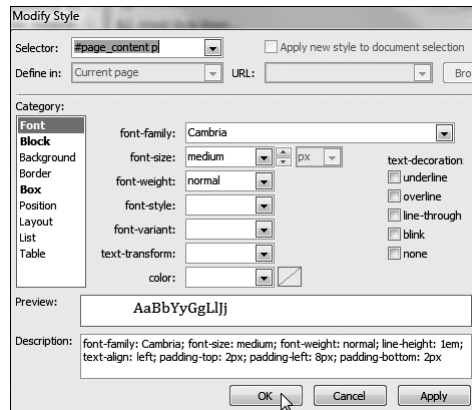 Modify Style
Selector: #page_content p Apply new style to document selection
Define in: Current page URL: Bro
Category:
Font
Block
Background
Border
Box
Position
Layout
List
Table
font-family: Cambria
font-size: medium px
font-weight: normal
font-style:
font-variant:
text-transform:
color:
text-decoration:
underline
overline
line-through
blink
none
Preview: AaBbYyGgLlJj
Description: font-family: Cambria; font-size: medium; font-weight: normal; line-height: 1em;
text-align: left; padding-top: 2px; padding-left: 8px; padding-bottom: 2px
OK Cancel Apply